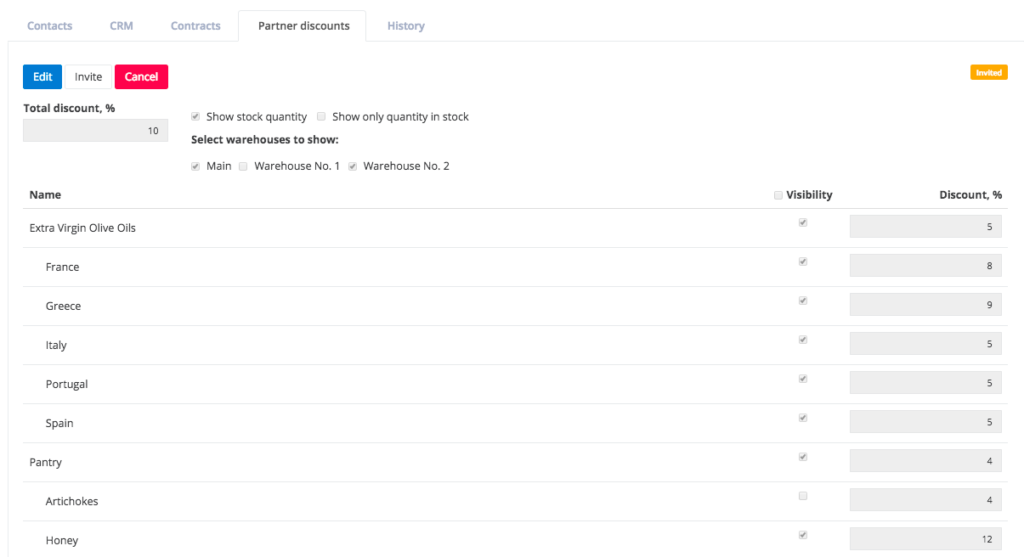 Contacts CRM Contracts Partner discounts History
Edit Invite Cancel Invited
Total discount, %
10
Show stock quantity Show only quantity in stock
Select warehouses to show:
Main Warehouse No. 1 Warehouse No. 2
Name Visibility Discount, %
Extra Virgin Olive Oils 5
France 8
Greece 9
Italy 5
Portugal 5
Spain 5
Pantry 4
Artichokes 4
Honey 12